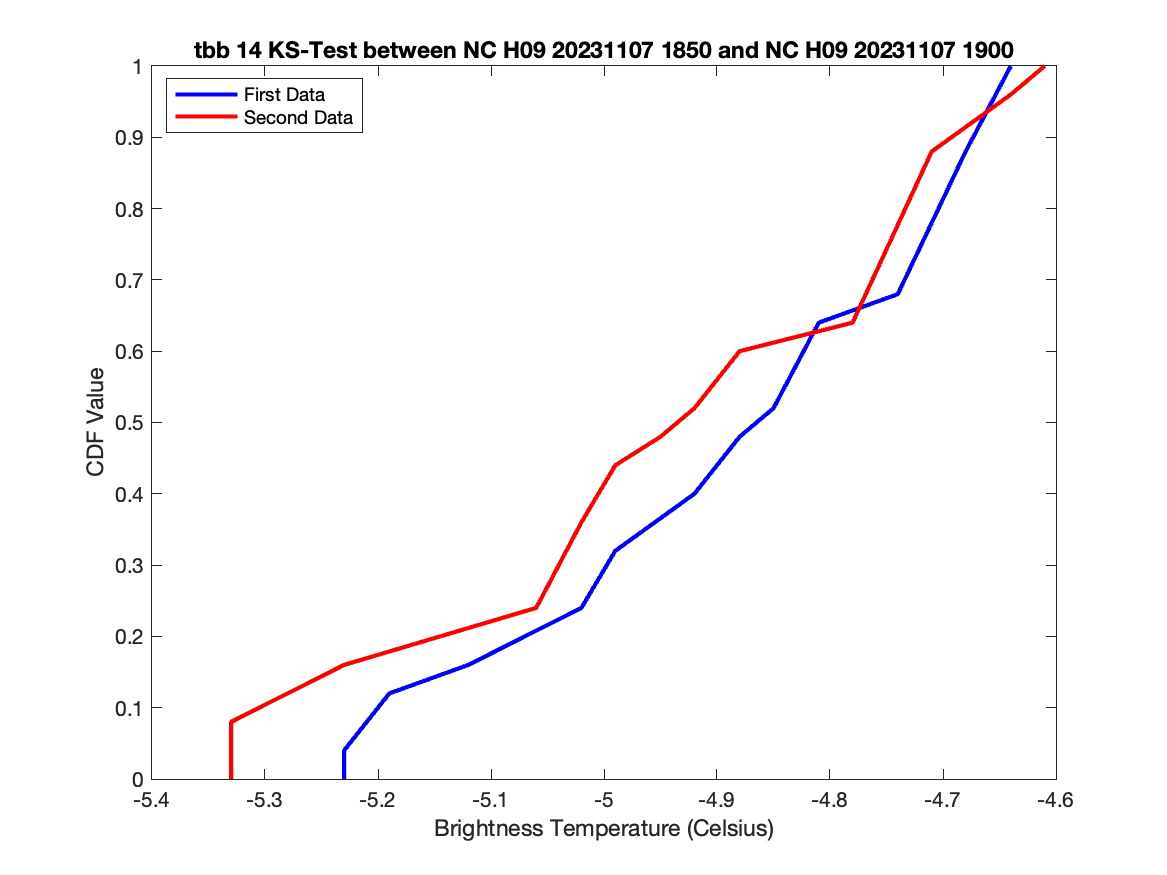 tbb 14 KS-Test between NC H09 20231107 1850 and NC H09 20231107 1900
First Data
Second Data
1
0.9
0.8
0.7
0.6
0.5
0.4
0.3
0.2
0.1
0
CDF Value
-5.4 -5.3 -5.2 -5.1 -5 -4.9 -4.8 -4.7 -4.6
Brightness Temperature (Celsius)